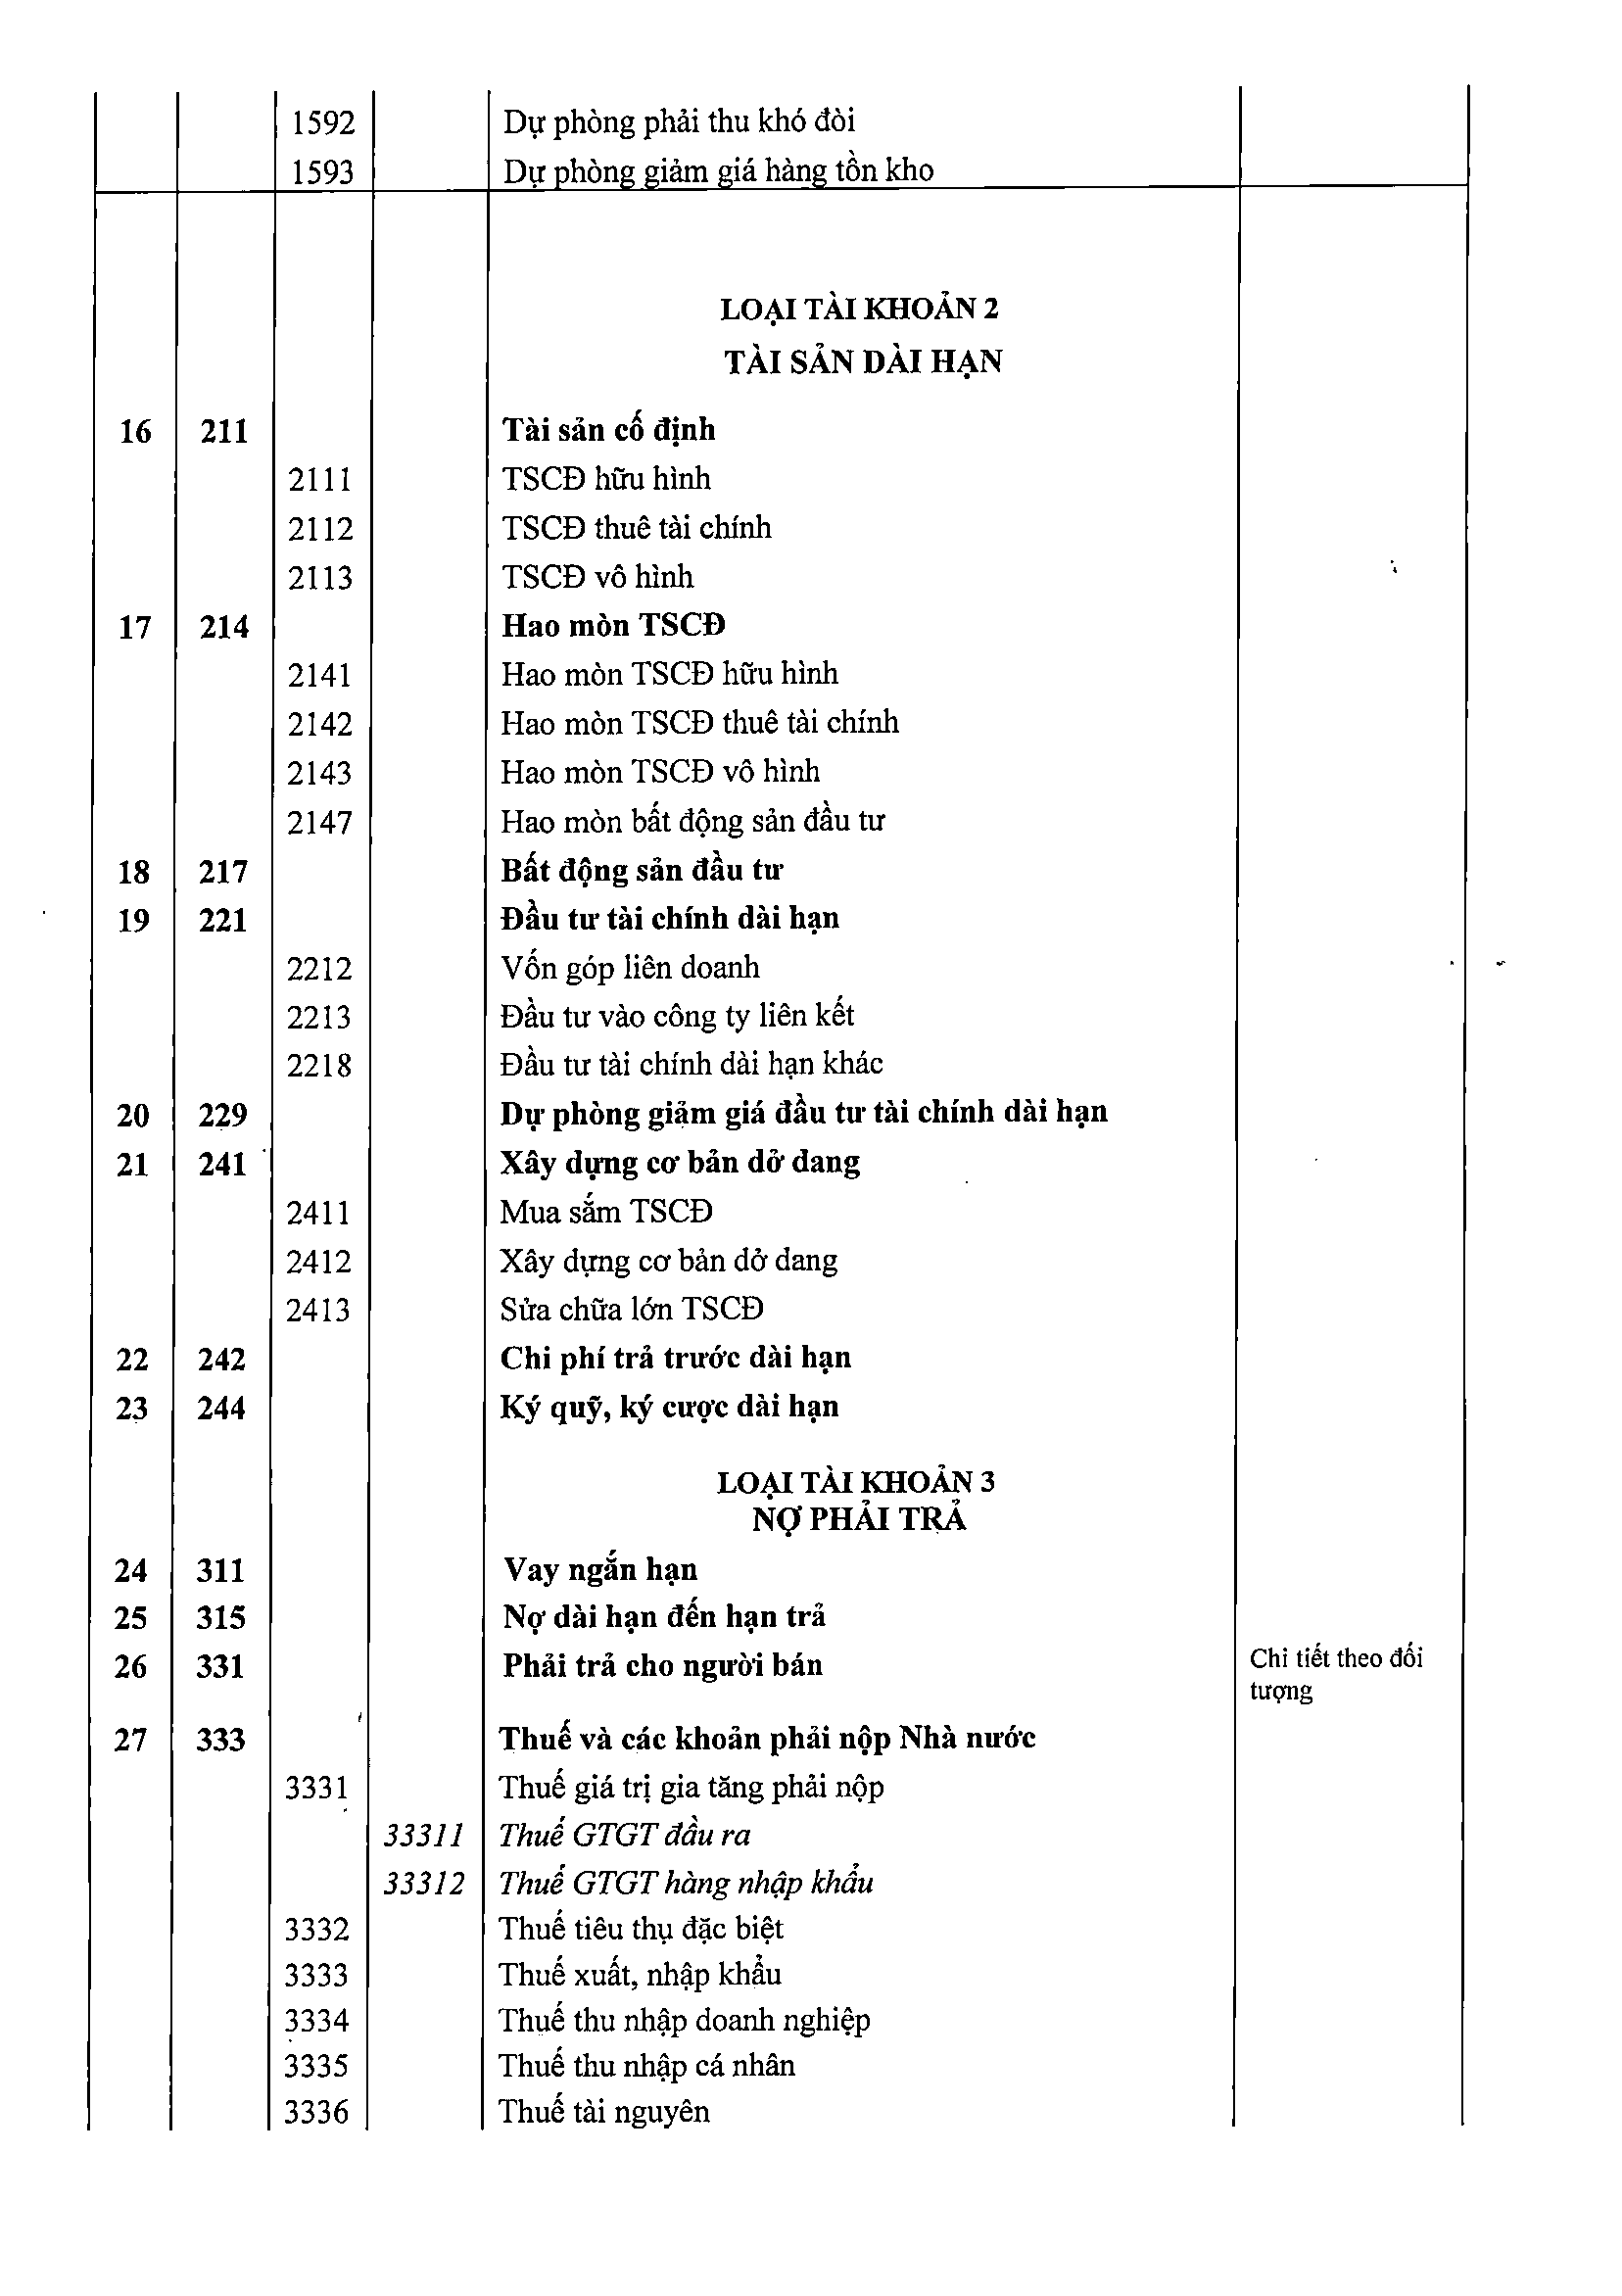 1592 Dự phòng phải thu khó đòi
1593 Dự phòng giảm giá hàng tồn kho
LOẠI TÀI KHOẢN 2
TÀI SẢN DÀI HẠN
16 211 Tài sản cố định
2111 TSCĐ hữu hình
2112 TSCĐ thuê tài chính
2113 TSCĐ vô hình
17 214 Hao mòn TSCĐ
2141 Hao mòn TSCĐ hữu hình
2142 Hao mòn TSCĐ thuê tài chính
2143 Hao mòn TSCĐ vô hình
2147 Hao mòn bất động sản đầu tư
18 217 Bất động sản đầu tư
19 221 Đầu tư tài chính dài hạn
2212 Vốn góp liên doanh
2213 Đầu tư vào công ty liên kết
2218 Đầu tư tài chính dài hạn khác
20 229 Dự phòng giảm giá đầu tư tài chính dài hạn
21 241 Xây dựng cơ bản dở dang
2411 Mua sắm TSCĐ
2412 Xây dựng cơ bản dở dang
2413 Sửa chữa lớn TSCĐ
22 242 Chi phí trả trước dài hạn
23 244 Ký quỹ, ký cược dài hạn
LOẠI TÀI KHOẢN 3
NỢ PHẢI TRẢ
24 311 Vay ngắn hạn
25 315 Nợ dài hạn đến hạn trả
26 331 Phải trả cho người bán Chi tiết theo đối
tượng
27 333 Thuế và các khoản phải nộp Nhà nước
3331 Thuế giá trị gia tăng phải nộp
33311 Thuế GTGT đầu ra
33312 Thuế GTGT hàng nhập khẩu
3332 Thuế tiêu thụ đặc biệt
3333 Thuế xuất, nhập khẩu
3334 Thuế thu nhập doanh nghiệp
3335 Thuế thu nhập cá nhân
3336 Thuế tài nguyên